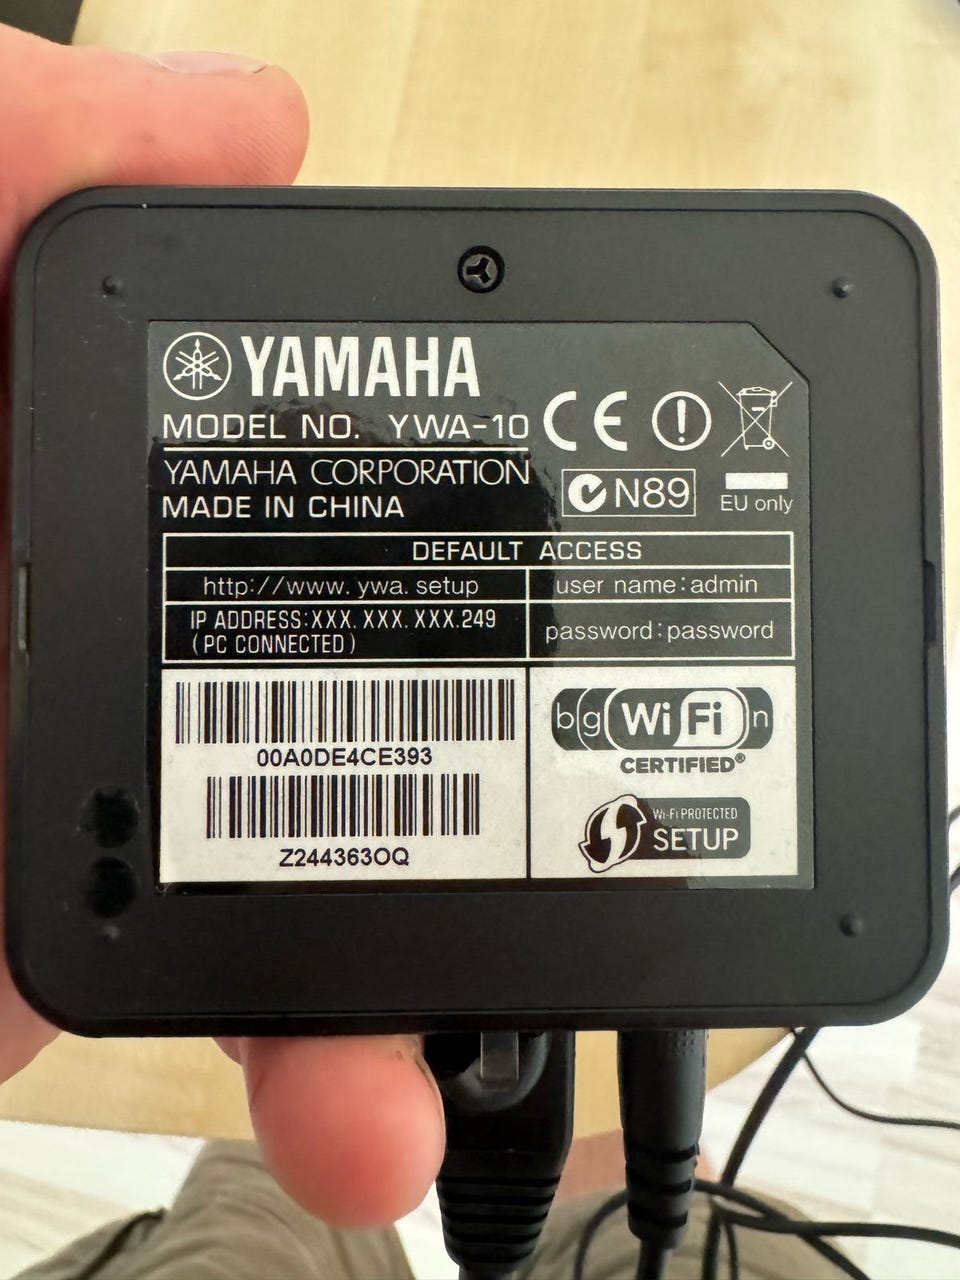 YAMAHA
MODEL NO. YWA-10
YAMAHA CORPORATION
MADE IN CHINA
CE
N89
EU only
DEFAULT ACCESS
http://www.ywa.setup
user name:admin
IP ADDRESS:XXX.XXX.XXX.249
(PC CONNECTED)
password:password
00A0DE4CE393
Z244363OQ
b g Wi Fi n
CERTIFIED®
Wi-Fi PROTECTED
SETUP